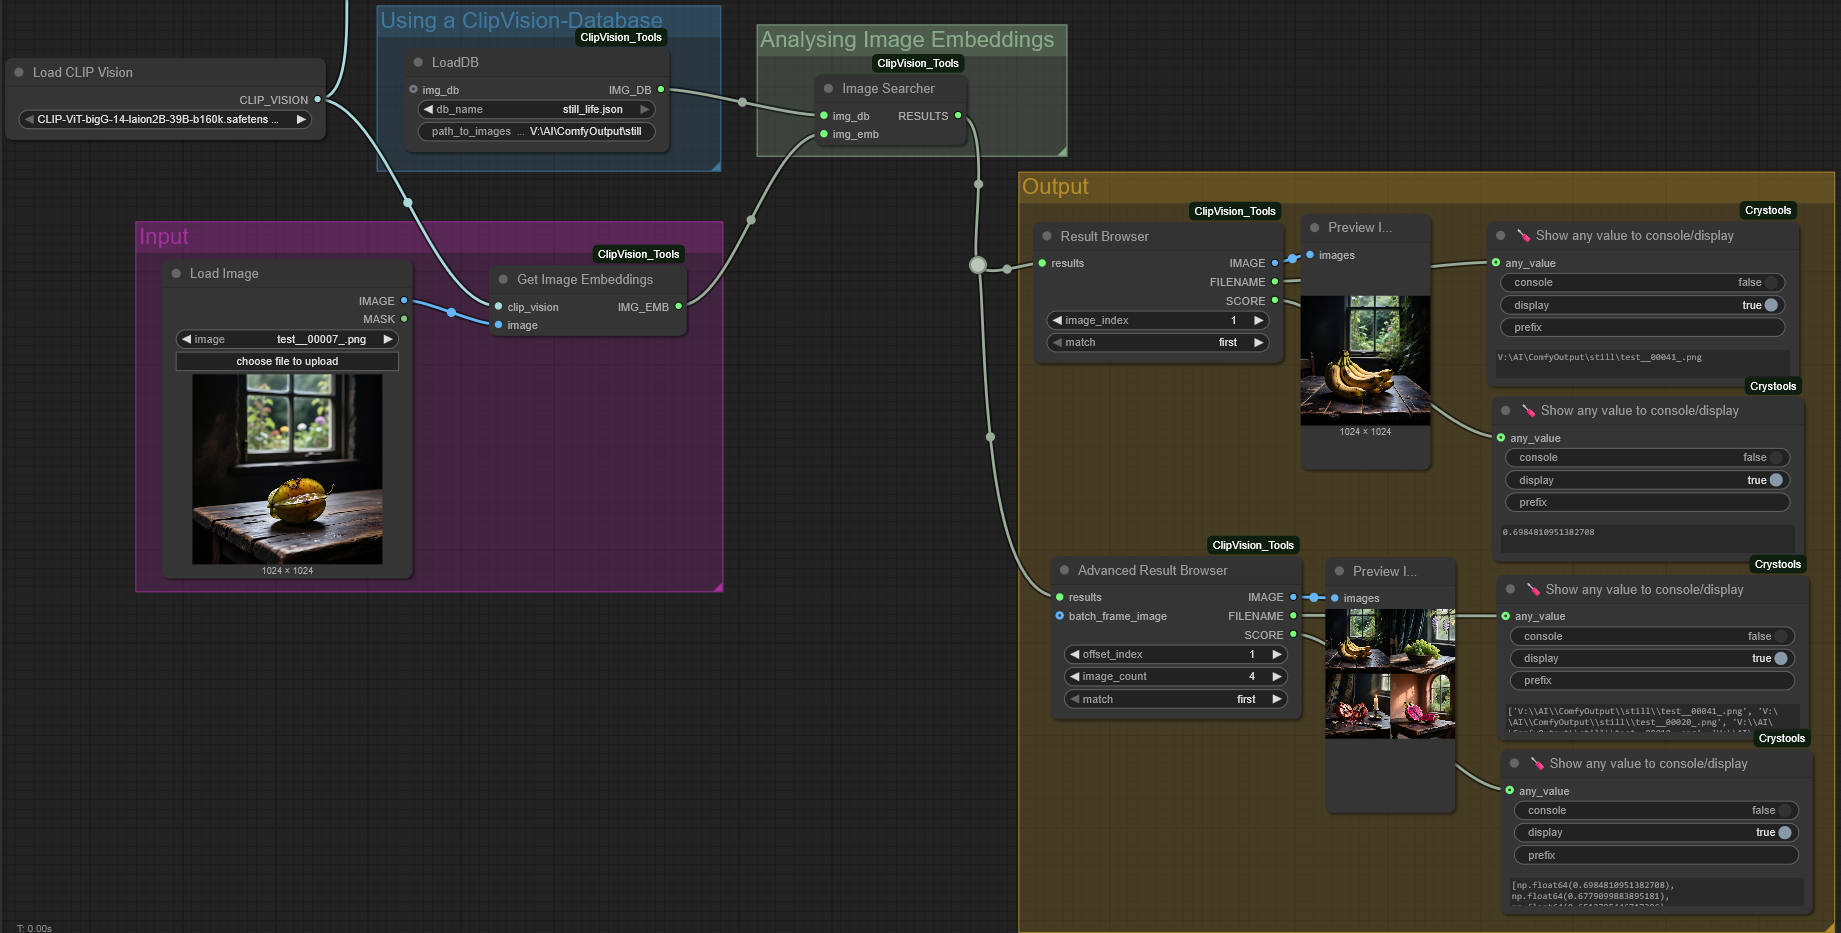 Using a ClipVision-Database
ClipVision_Tools
LoadDB
img_db
IMG_DB
db_name
still_life.json
path_to_images ...
V:\AI\ComfyOutput\still
Load CLIP Vision
CLIP_VISION
CLIP-ViT-bigG-14-laion2B-39B-b160k.safetens ...
Analysing Image Embeddings
ClipVision_Tools
Image Searcher
img_db
RESULTS
img_emb
Input
Load Image
IMAGE
MASK
image
test__00007_.png
choose file to upload
1024 × 1024
ClipVision_Tools
Get Image Embeddings
clip_vision
IMG_EMB
image
Output
ClipVision_Tools
Result Browser
results
IMAGE
FILENAME
SCORE
image_index
1
match
first
Preview I...
images
1024 × 1024
Crystools
Show any value to console/display
any_value
console
false
display
true
prefix
V:\AI\ComfyOutput\still\test__00041_.png
Crystools
Show any value to console/display
any_value
console
false
display
true
prefix
0.6984810951382708
ClipVision_Tools
Advanced Result Browser
results
IMAGE
batch_frame_image
FILENAME
SCORE
offset_index
1
image_count
4
match
first
Preview I...
images
Crystools
Show any value to console/display
any_value
console
false
display
true
prefix
['V:\\AI\\ComfyOutput\\still\\test__00041_.png', 'V:\
\AI\\ComfyOutput\\still\\test__00020_.png', 'V:\\AI\
Crystools
Show any value to console/display
any_value
console
false
display
true
prefix
[np.float64(0.6984810951382708),
np.float64(0.6779099883895181),
T: 0.00s